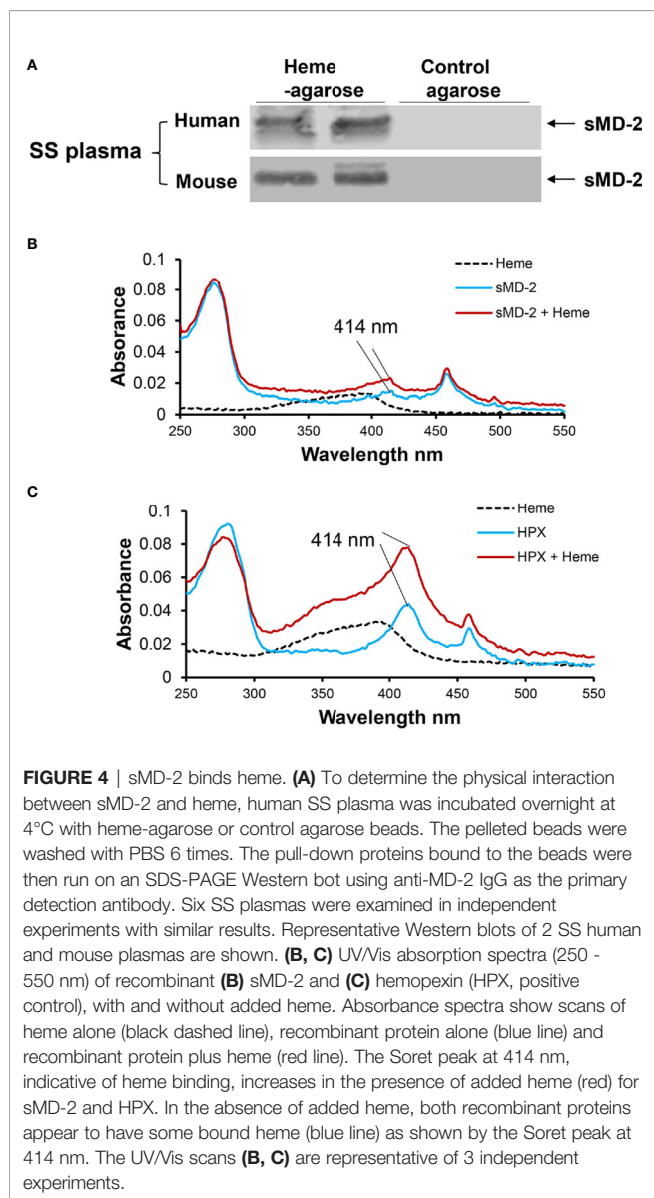 A
Heme
-agarose
Control
agarose
SS plasma
Human
Mouse
← sMD-2
← sMD-2
B
Absorance
0.1
0.08
0.06
0.04
0.02
0
414 nm
Heme
sMD-2
sMD-2 + Heme
250 300 350 400 450 500 550
Wavelength nm
C
Absorbance
0.1
0.08
0.06
0.04
0.02
0
414 nm
Heme
HPX
HPX + Heme
250 300 350 400 450 500 550
Wavelength nm
FIGURE 4 | sMD-2 binds heme. (A) To determine the physical interaction
between sMD-2 and heme, human SS plasma was incubated overnight at
4°C with heme-agarose or control agarose beads. The pelleted beads were
washed with PBS 6 times. The pull-down proteins bound to the beads were
then run on an SDS-PAGE Western bot using anti-MD-2 IgG as the primary
detection antibody. Six SS plasmas were examined in independent
experiments with similar results. Representative Western blots of 2 SS human
and mouse plasmas are shown. (B, C) UV/Vis absorption spectra (250 -
550 nm) of recombinant (B) sMD-2 and (C) hemopexin (HPX, positive
control), with and without added heme. Absorbance spectra show scans of
heme alone (black dashed line), recombinant protein alone (blue line) and
recombinant protein plus heme (red line). The Soret peak at 414 nm,
indicative of heme binding, increases in the presence of added heme (red) for
sMD-2 and HPX. In the absence of added heme, both recombinant proteins
appear to have some bound heme (blue line) as shown by the Soret peak at
414 nm. The UV/Vis scans (B, C) are representative of 3 independent
experiments.